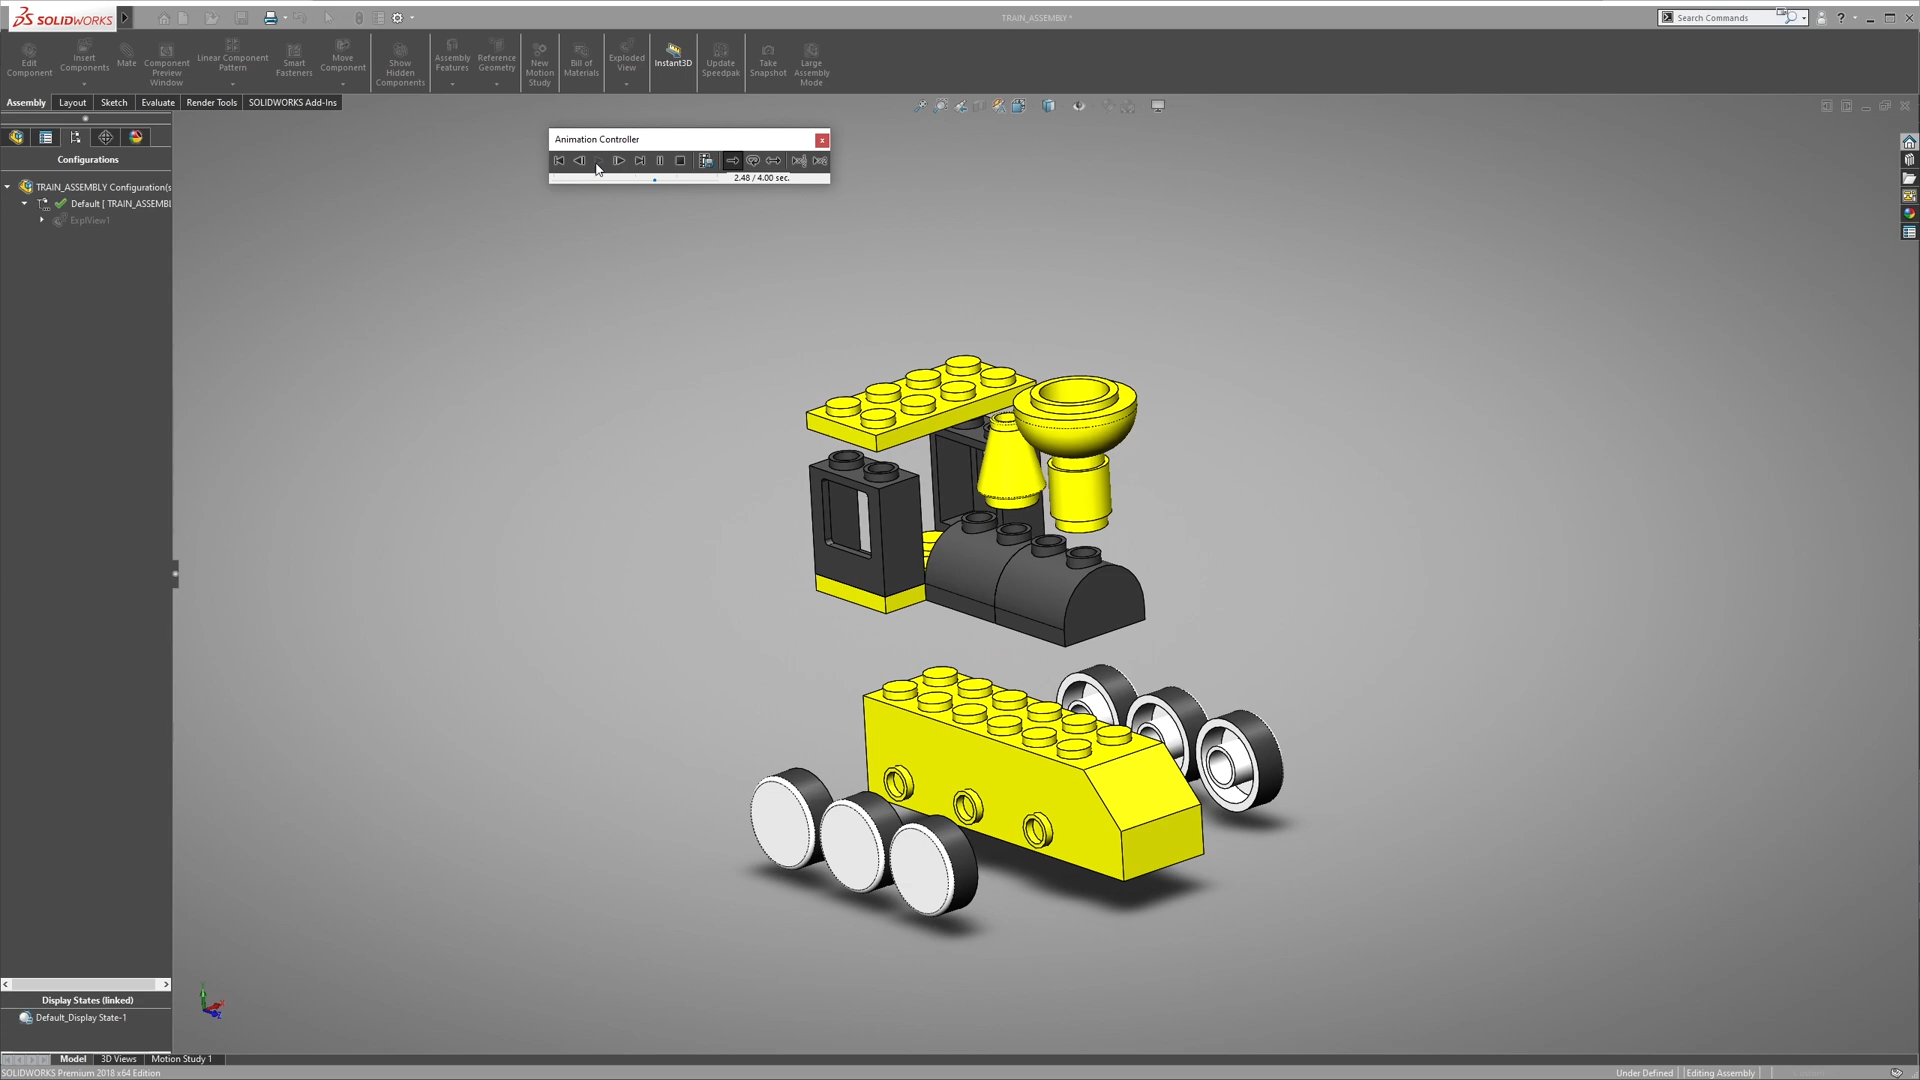 SOLIDWORKS
TRAIN_ASSEMBLY *
Search Commands
?
Edit Component
Insert Components
Mate
Component Preview Window
Linear Component Pattern
Smart Fasteners
Move Component
Show Hidden Components
Assembly Features
Reference Geometry
New Motion Study
Bill of Materials
Exploded View
Instant3D
Update Speedpak
Take Snapshot
Large Assembly Mode
Assembly Layout Sketch Evaluate Render Tools SOLIDWORKS Add-Ins
Animation Controller
2.48 / 4.00 sec.
Configurations
TRAIN_ASSEMBLY Configuration(s
Default [ TRAIN_ASSEMBL
ExplView1
Display States (linked)
Default_Display State-1
Model 3D Views Motion Study 1
SOLIDWORKS Premium 2018 x64 Edition
Under Defined Editing Assembly